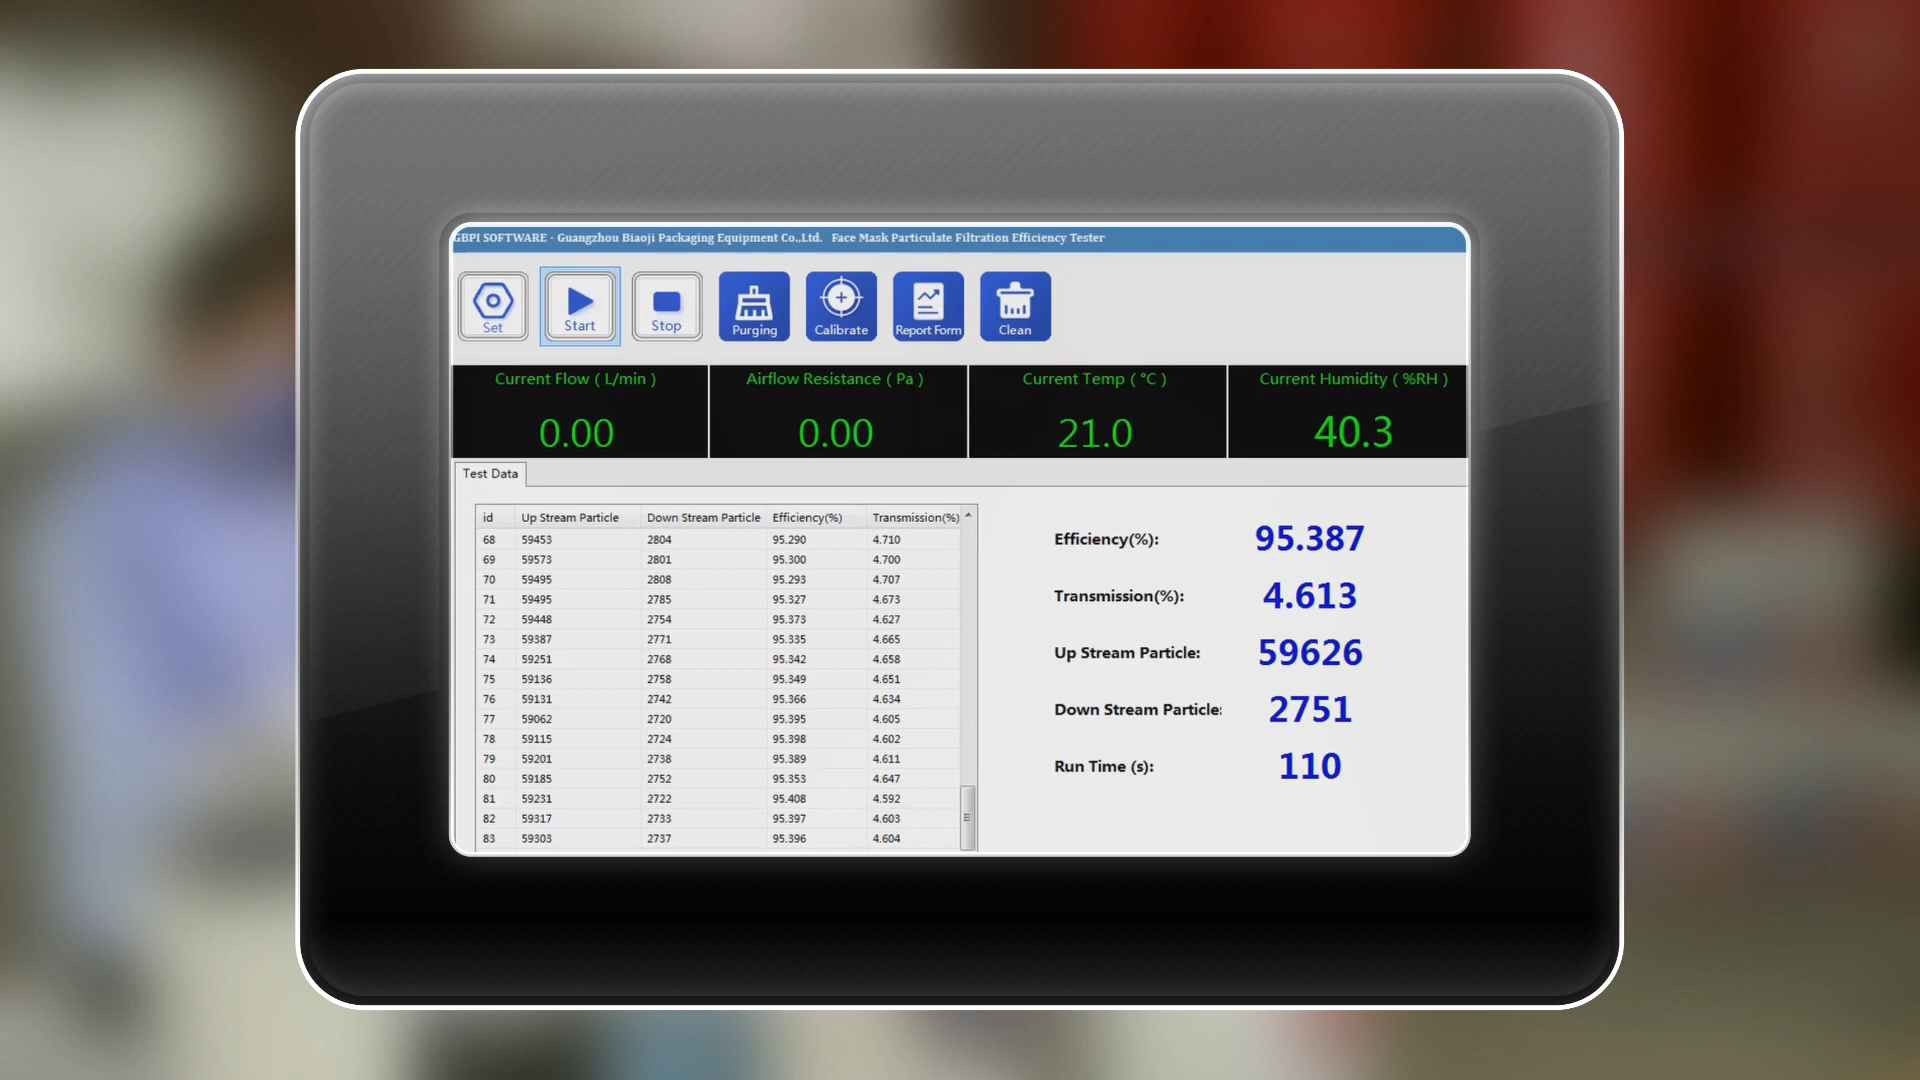 GBPI SOFTWARE - Guangzhou Biaoji Packaging Equipment Co.,Ltd. Face Mask Particulate Filtration Efficiency Tester
Set Start Stop Purging Calibrate Report Form Clean
Current Flow ( L/min ) Airflow Resistance ( Pa ) Current Temp ( °C ) Current Humidity ( %RH )
0.00 0.00 21.0 40.3
Test Data
id Up Stream Particle Down Stream Particle Efficiency(%) Transmission(%)
68 59453 2804 95.290 4.710
69 59573 2801 95.300 4.700
70 59495 2808 95.293 4.707
71 59495 2785 95.327 4.673
72 59448 2754 95.373 4.627
73 59387 2771 95.335 4.665
74 59251 2768 95.342 4.658
75 59136 2758 95.349 4.651
76 59131 2742 95.366 4.634
77 59062 2720 95.395 4.605
78 59115 2724 95.398 4.602
79 59201 2738 95.389 4.611
80 59185 2752 95.353 4.647
81 59231 2722 95.408 4.592
82 59317 2733 95.397 4.603
83 59303 2737 95.396 4.604
Efficiency(%): 95.387
Transmission(%): 4.613
Up Stream Particle: 59626
Down Stream Particle: 2751
Run Time (s): 110